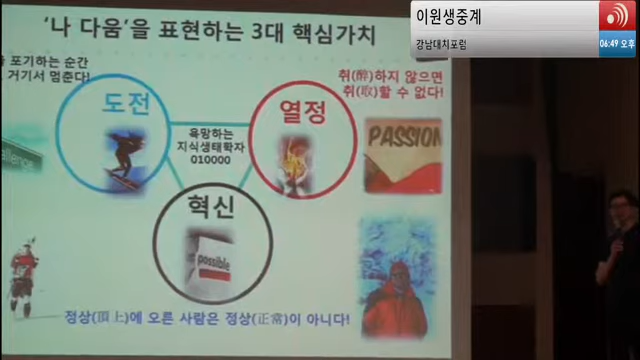 이원생중계
강남대치포럼
06:49 오후
'나 다움'을 표현하는 3대 핵심가치
포기하는 순간
거기서 멈춘다!
취(醉)하지 않으면
취(取)할 수 없다!
도전
열정
욕망하는
지식생태학자
010000
PASSION
혁신
possible
정상(頂上)에 오른 사람은 정상(正常)이 아니다!